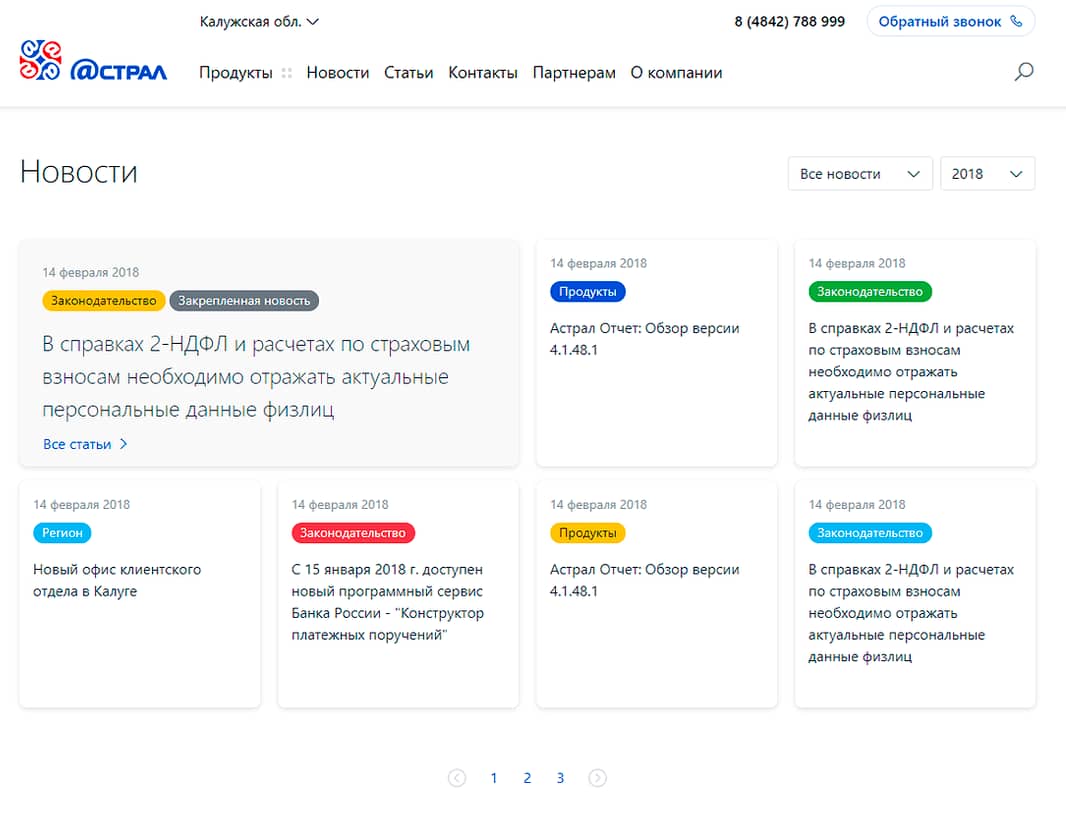 Калужская обл.
8 (4842) 788 999
Обратный звонок
@СТРАЛ
Продукты
Новости
Статьи
Контакты
Партнерам
О компании
Новости
Все новости
2018
14 февраля 2018
Законодательство
Закрепленная новость
В справках 2-НДФЛ и расчетах по страховым
взносам необходимо отражать актуальные
персональные данные физлиц
Все статьи
14 февраля 2018
Продукты
Астрал Отчет: Обзор версии
4.1.48.1
14 февраля 2018
Законодательство
В справках 2-НДФЛ и расчетах
по страховым взносам
необходимо отражать
актуальные персональные
данные физлиц
14 февраля 2018
Регион
Новый офис клиентского
отдела в Калуге
14 февраля 2018
Законодательство
С 15 января 2018 г. доступен
новый программный сервис
Банка России - "Конструктор
платежных поручений"
14 февраля 2018
Продукты
Астрал Отчет: Обзор версии
4.1.48.1
14 февраля 2018
Законодательство
В справках 2-НДФЛ и расчетах
по страховым взносам
необходимо отражать
актуальные персональные
данные физлиц
1 2 3